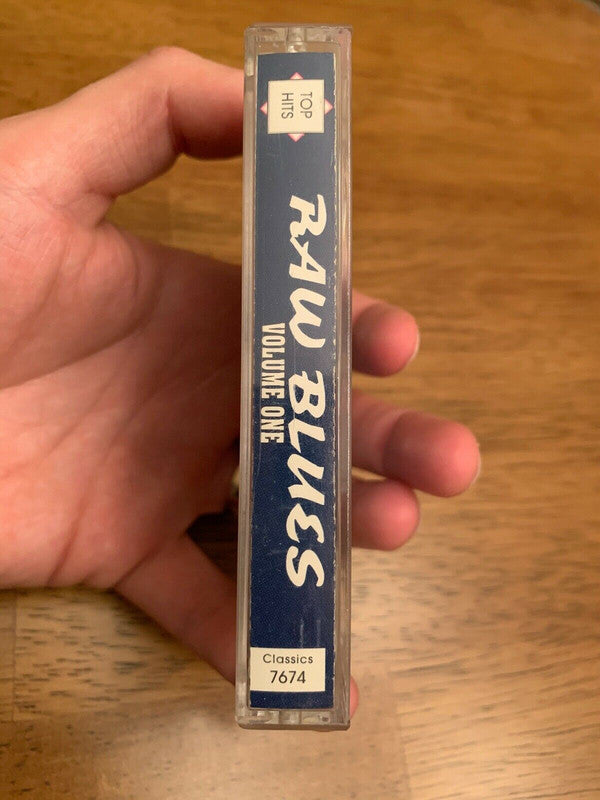 TOP
HITS
RAW BLUES
VOLUME ONE
Classics
7674